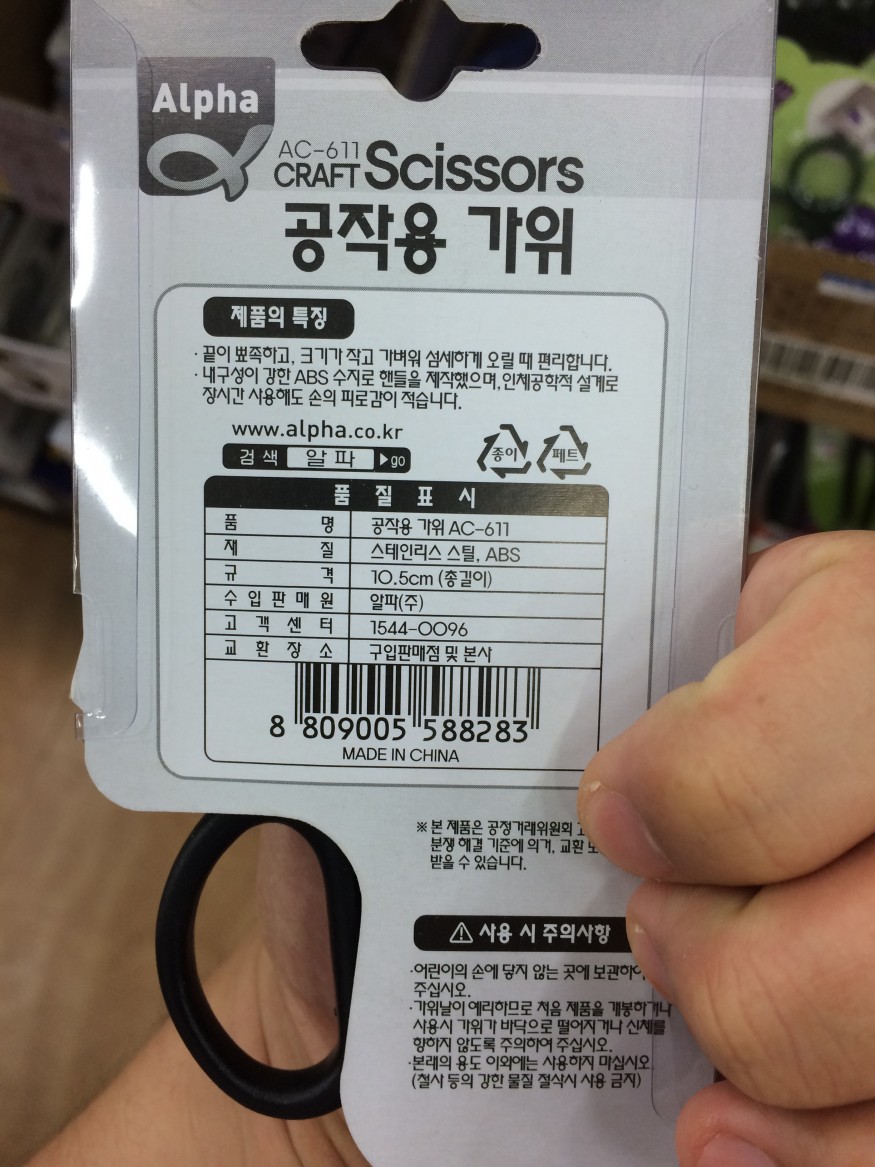 Alpha
AC-611
CRAFT Scissors
공작용 가위
제품의 특징
· 끝이 뾰족하고, 크기가 작고 가벼워 섬세하게 오릴 때 편리합니다.
· 내구성이 강한 ABS 수지로 핸들을 제작했으며, 인체공학적 설계로
장시간 사용해도 손의 피로감이 적습니다.
www.alpha.co.kr
검색 알파 ▶go
종이 페트
품 질 표 시
품 명 공작용 가위 AC-611
재 질 스테인리스 스틸, ABS
규 격 10.5cm (총길이)
수입판매원 알파(주)
고객센터 1544-0096
교환장소 구입판매점 및 본사
8 809005 588283
MADE IN CHINA
※ 본 제품은 공정거래위원회
분쟁 해결 기준에 의거, 교환
받을 수 있습니다.
⚠ 사용 시 주의사항
·어린이의 손에 닿지 않는 곳에 보관하여
주십시오.
·가위날이 예리하므로 처음 제품을 개봉하거나
사용시 가위가 바닥으로 떨어지거나 신체를
향하지 않도록 주의하여 주십시오.
·본래의 용도 이외에는 사용하지 마십시오.
(철사 등의 강한 물질 절삭시 사용 금지)